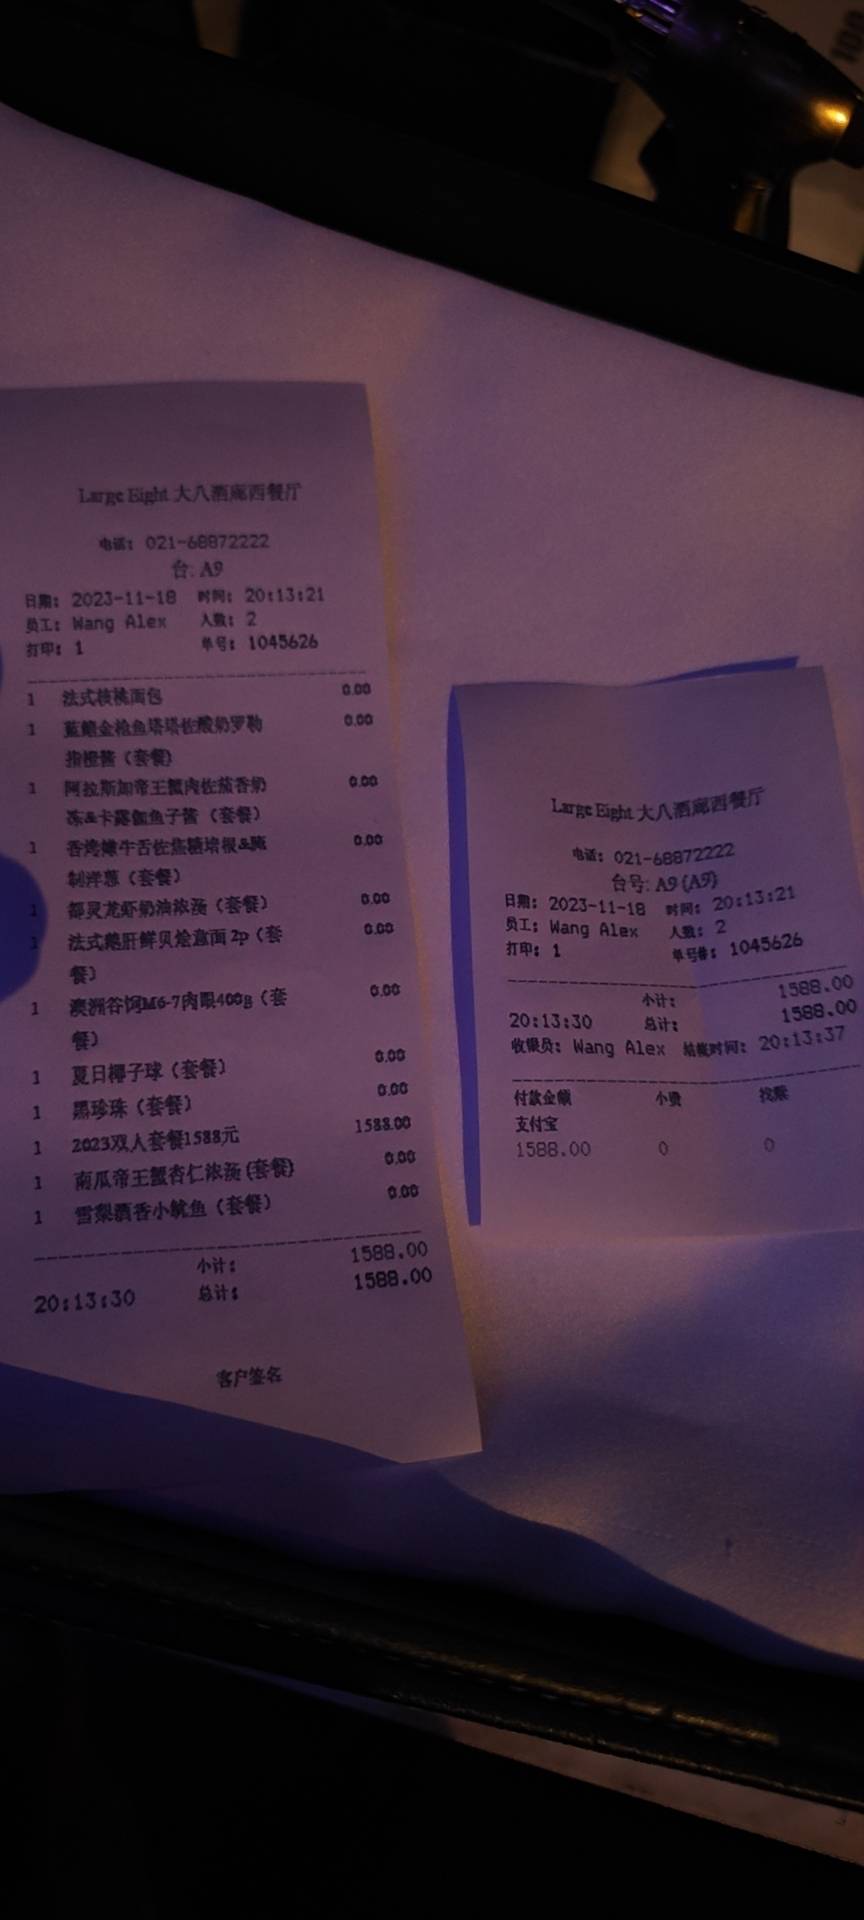 Large Eight 大八酒廊西餐厅
电话: 021-68872222
台: A9
日期: 2023-11-18 时间: 20:13:21
员工: Wang Alex 人数: 2
打印: 1 单号: 1045626
1 法式核桃面包 0.00
1 蓝鳍金枪鱼塔塔佐酸奶罗勒 0.00
指橙酱（套餐）
1 阿拉斯加帝王蟹肉佐茄香奶 0.00
冻&卡露伽鱼子酱（套餐）
1 香烤嫩牛舌佐焦糖培根&腌 0.00
制洋葱（套餐）
1 都灵龙虾奶油浓汤（套餐） 0.00
1 法式鹅肝鲜贝烩意面 2p（套 0.00
餐）
1 澳洲谷饲M6-7肉眼400g（套 0.00
餐）
1 夏日椰子球（套餐） 0.00
1 黑珍珠（套餐） 0.00
1 2023双人套餐1588元 1588.00
1 南瓜帝王蟹杏仁浓汤(套餐) 0.00
1 雪梨酒香小鱿鱼（套餐） 0.00
小计: 1588.00
20:13:30 总计: 1588.00
客户签名
Large Eight 大八酒廊西餐厅
电话: 021-68872222
台号: A9 (A9)
日期: 2023-11-18 时间: 20:13:21
员工: Wang Alex 人数: 2
打印: 1 单号: 1045626
小计: 1588.00
20:13:30 总计: 1588.00
收银员: Wang Alex 结账时间: 20:13:37
付款金额 小费 找账
支付宝
1588.00 0 0